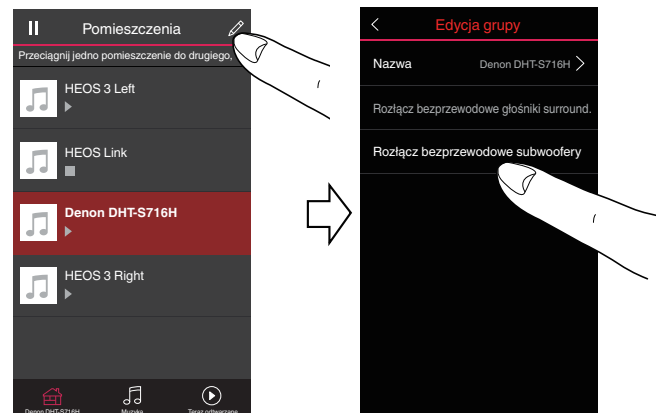 Pomieszczenia
Przeciągnij jedno pomieszczenie do drugiego,
HEOS 3 Left
HEOS Link
Denon DHT-S716H
HEOS 3 Right
Denon DHT-S716H
Muzyka
Teraz odtwarzane
Edycja grupy
Nazwa
Denon DHT-S716H
Rozłącz bezprzewodowe głośniki surround.
Rozłącz bezprzewodowe subwoofery